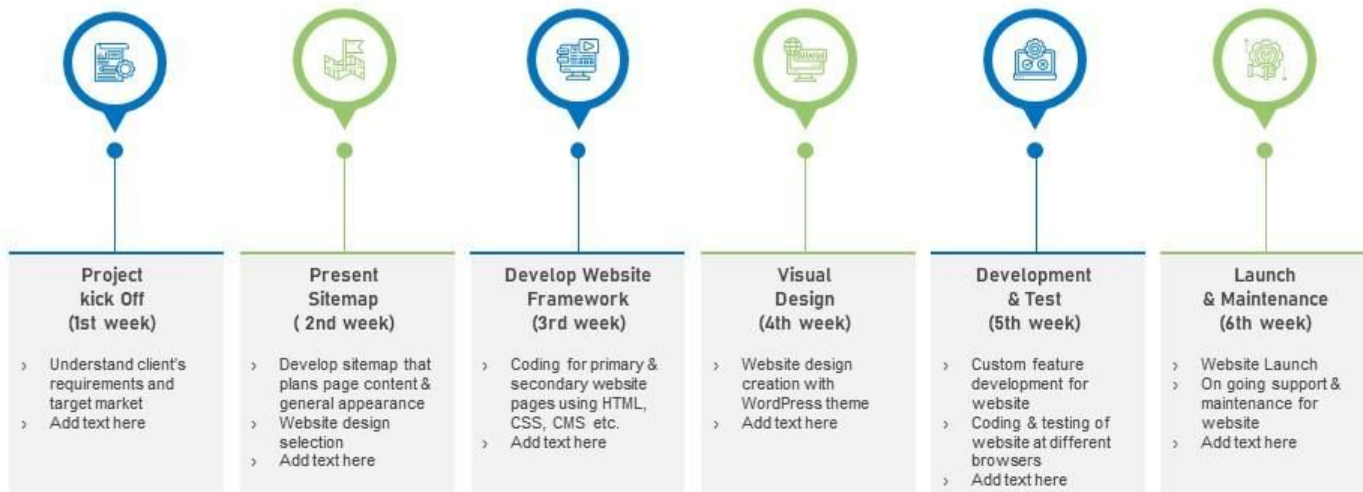 Project
kick Off
(1st week)
› Understand client's
requirements and
target market
› Add text here
Present
Sitemap
( 2nd week)
› Develop sitemap that
plans page content &
general appearance
› Website design
selection
› Add text here
Develop Website
Framework
(3rd week)
› Coding for primary &
secondary website
pages using HTML,
CSS, CMS etc.
› Add text here
Visual
Design
(4th week)
› Website design
creation with
WordPress theme
› Add text here
Development
& Test
(5th week)
› Custom feature
development for
website
› Coding & testing of
website at different
browsers
› Add text here
Launch
& Maintenance
(6th week)
› Website Launch
› On going support &
maintenance for
website
› Add text here